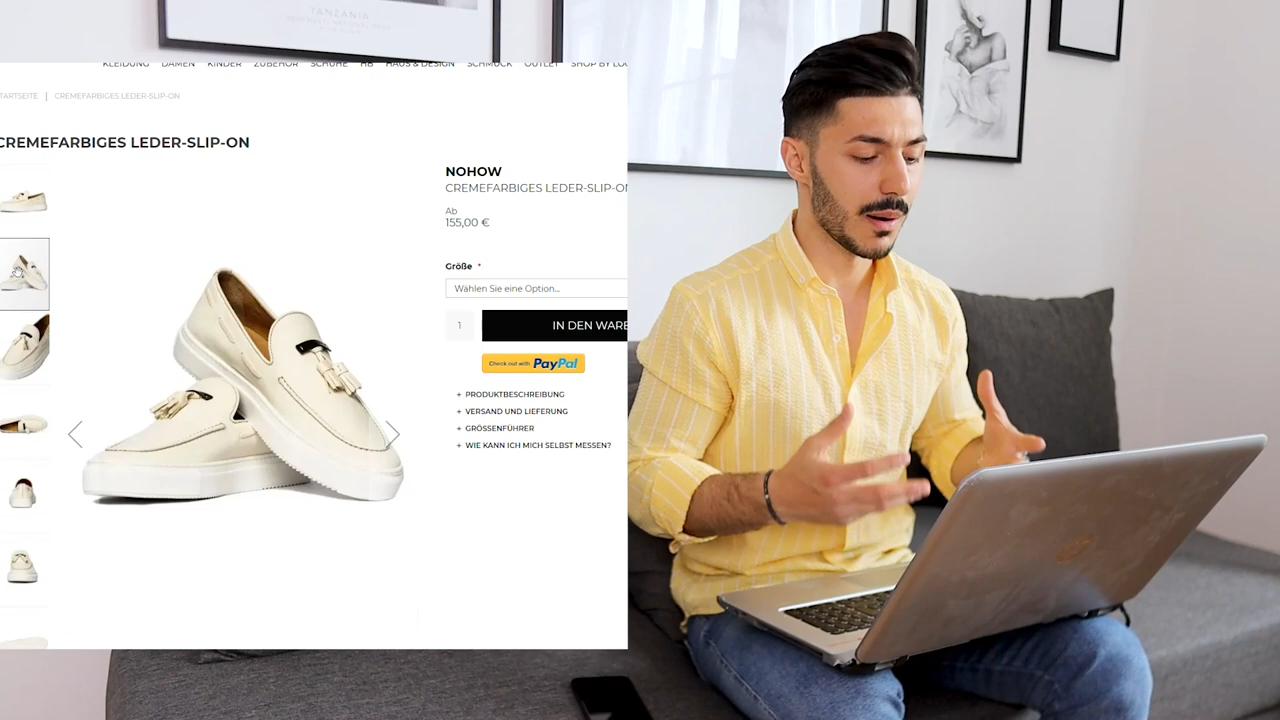 TANZANIA
KLEIDUNG DAMEN KINDER ZUBEHÖR SCHUHE HB HAUS & DESIGN SCHMUCK OUTLET SHOP BY LO
TARTSEITE | CREMEFARBIGES LEDER-SLIP-ON
CREMEFARBIGES LEDER-SLIP-ON
NOHOW
CREMEFARBIGES LEDER-SLIP-O
Ab
155,00 €
Größe *
Wählen Sie eine Option...
1
IN DEN WARE
Check out with PayPal
+ PRODUKTBESCHREIBUNG
+ VERSAND UND LIEFERUNG
+ GRÖSSENFÜHRER
+ WIE KANN ICH MICH SELBST MESSEN?